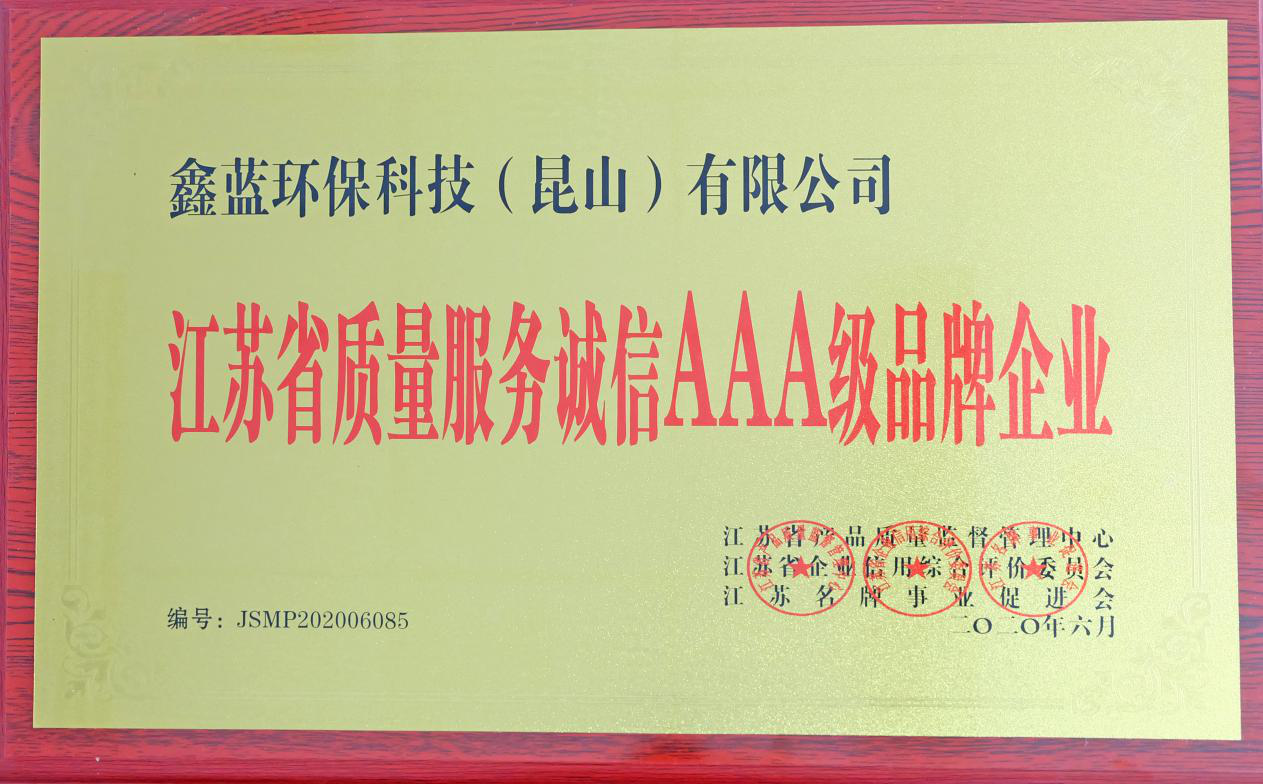 鑫蓝环保科技（昆山）有限公司
江苏省质量服务诚信AAA级品牌企业
江苏省产品质量监督管理中心
江苏省企业信用综合评价委员会
江苏名牌事业促进会
二〇二〇年六月
编号：JSMP202006085